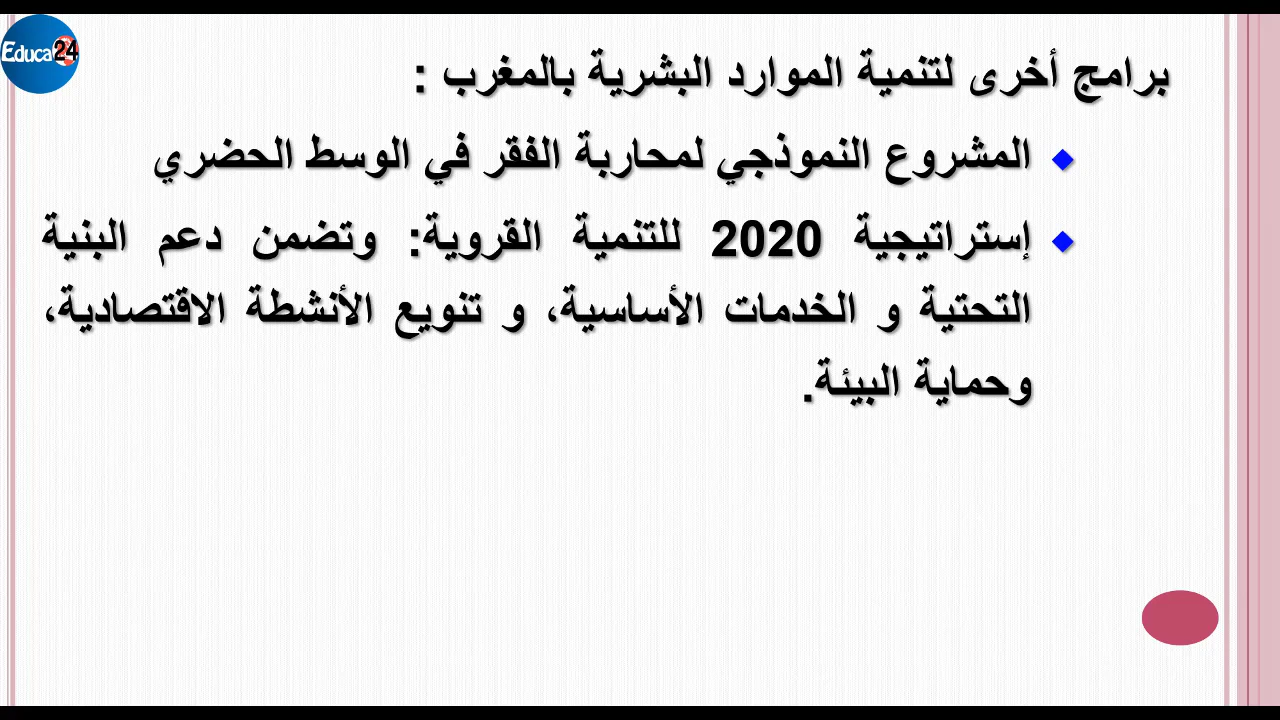 Educa24
برامج أخرى لتنمية الموارد البشرية بالمغرب :
المشروع النموذجي لمحاربة الفقر في الوسط الحضري
إستراتيجية 2020 للتنمية القروية: وتضمن دعم البنية
التحتية و الخدمات الأساسية، و تنويع الأنشطة الاقتصادية،
وحماية البيئة.